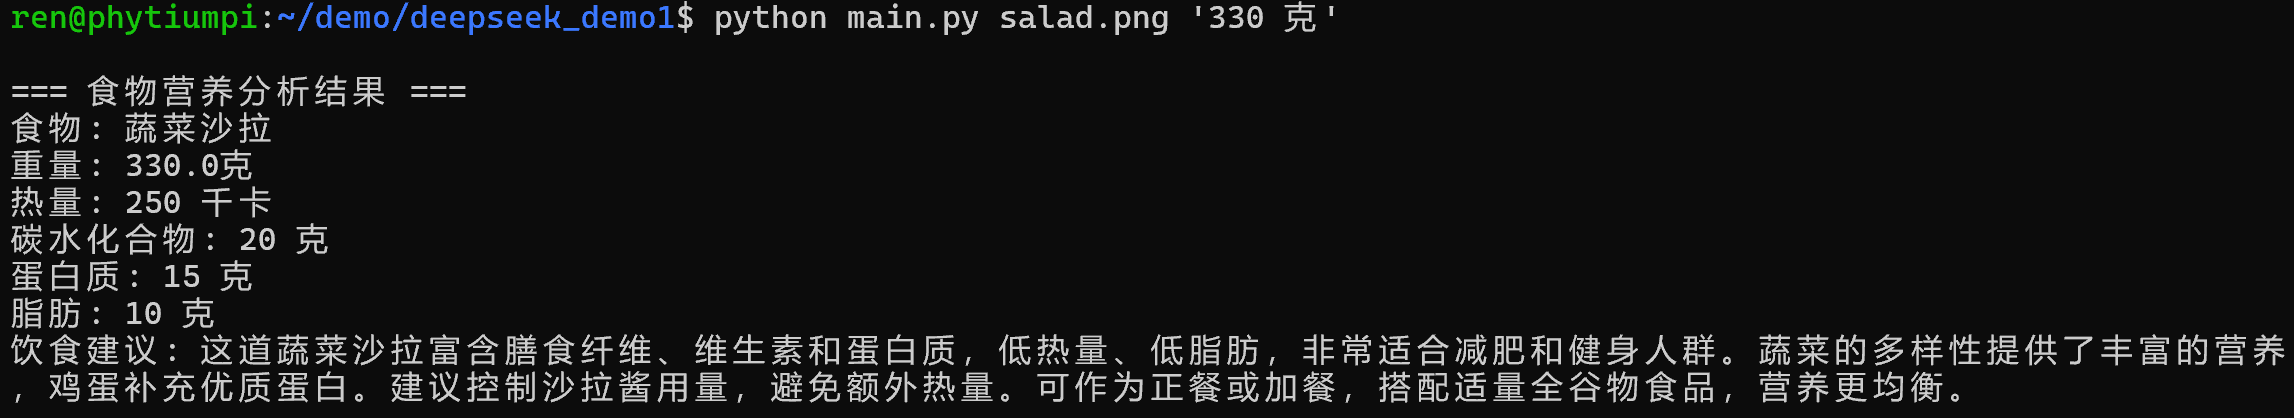 ren@phytiumpi:~/demo/deepseek_demo1$ python main.py salad.png '330 克'
=== 食物营养分析结果 ===
食物: 蔬菜沙拉
重量: 330.0克
热量: 250 千卡
碳水化合物: 20 克
蛋白质: 15 克
脂肪: 10 克
饮食建议: 这道蔬菜沙拉富含膳食纤维、维生素和蛋白质，低热量、低脂肪，非常适合减肥和健身人群。蔬菜的多样性提供了丰富的营养
，鸡蛋补充优质蛋白。建议控制沙拉酱用量，避免额外热量。可作为正餐或加餐，搭配适量全谷物食品，营养更均衡。